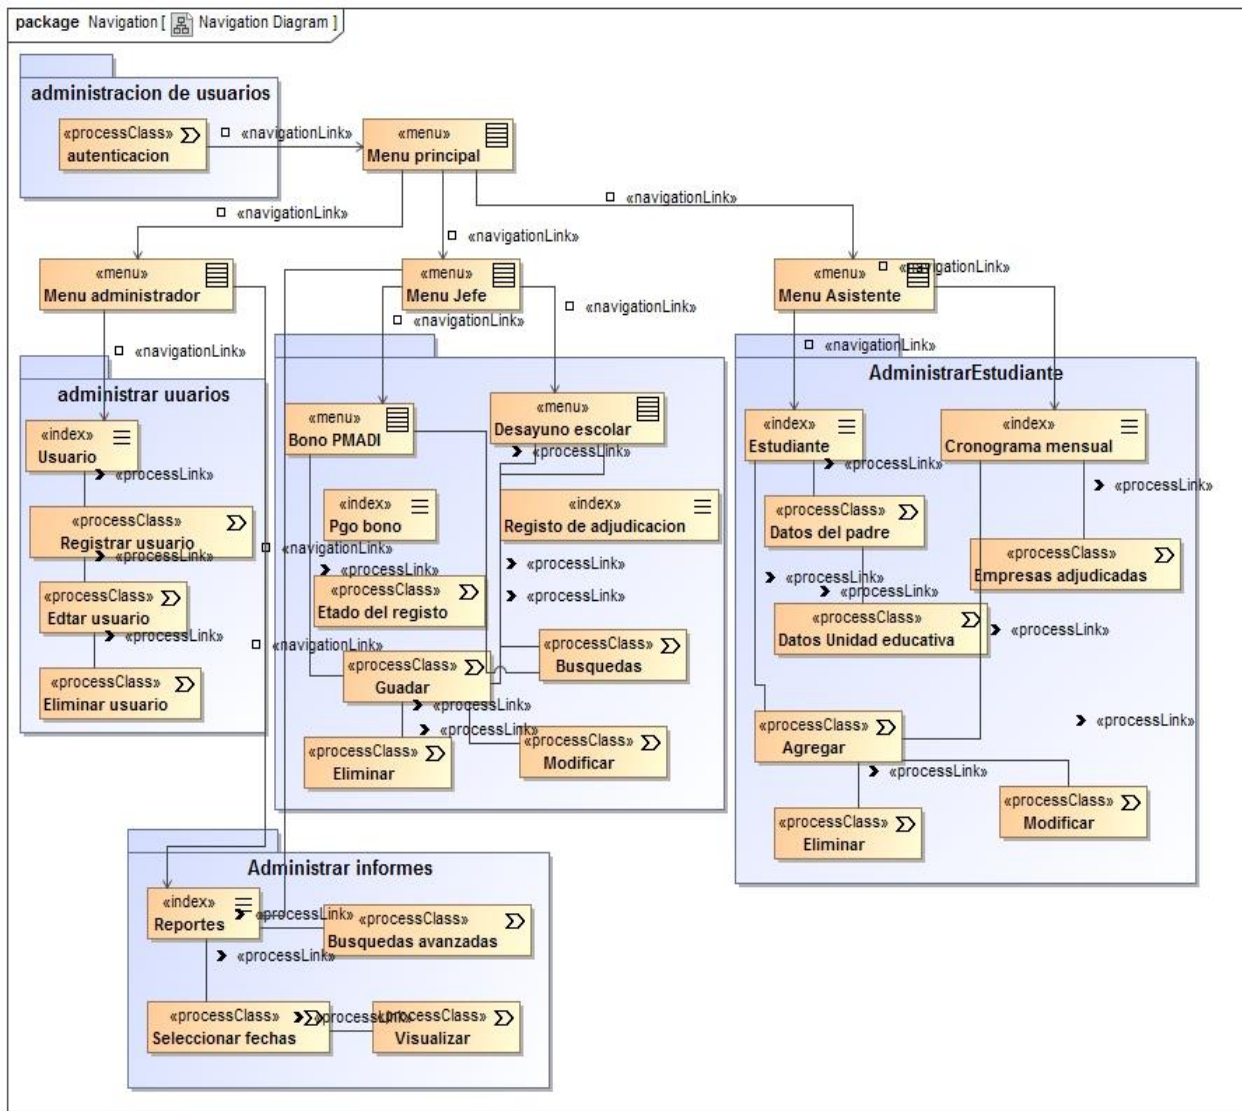 package Navigation [ Navigation Diagram ]
administracion de usuarios
«processClass»
autenticacion
«navigationLink»
«menu»
Menu principal
«navigationLink»
«navigationLink»
«navigationLink»
«menu»
Menu administrador
«menu»
Menu Jefe
«menu»
Menu Asistente
«navigationLink»
«navigationLink»
«navigationLink»
«navigationLink»
«navigationLink»
administrar uuarios
«index»
Usuario
«processLink»
«processClass»
Registrar usuario
«processLink»
«processClass»
Edtar usuario
«processLink»
«processClass»
Eliminar usuario
«navigationLink»
«navigationLink»
«menu»
Bono PMADI
«menu»
Desayuno escolar
«processLink»
«index»
Pgo bono
«index»
Registo de adjudicacion
«processLink»
«processLink»
«processLink»
«processClass»
Etado del registo
«processClass»
Busquedas
«processClass»
Guadar
«processLink»
«processLink»
«processClass»
Eliminar
«processClass»
Modificar
AdministrarEstudiante
«index»
Estudiante
«index»
Cronograma mensual
«processLink»
«processLink»
«processClass»
Datos del padre
«processClass»
Empresas adjudicadas
«processLink»
«processLink»
«processClass»
Datos Unidad educativa
«processLink»
«processClass»
Agregar
«processLink»
«processLink»
«processClass»
Eliminar
«processClass»
Modificar
Administrar informes
«index»
Reportes
«processLink»
«processClass»
Busquedas avanzadas
«processLink»
«processClass»
Seleccionar fechas
«processLink»
«processClass»
Visualizar